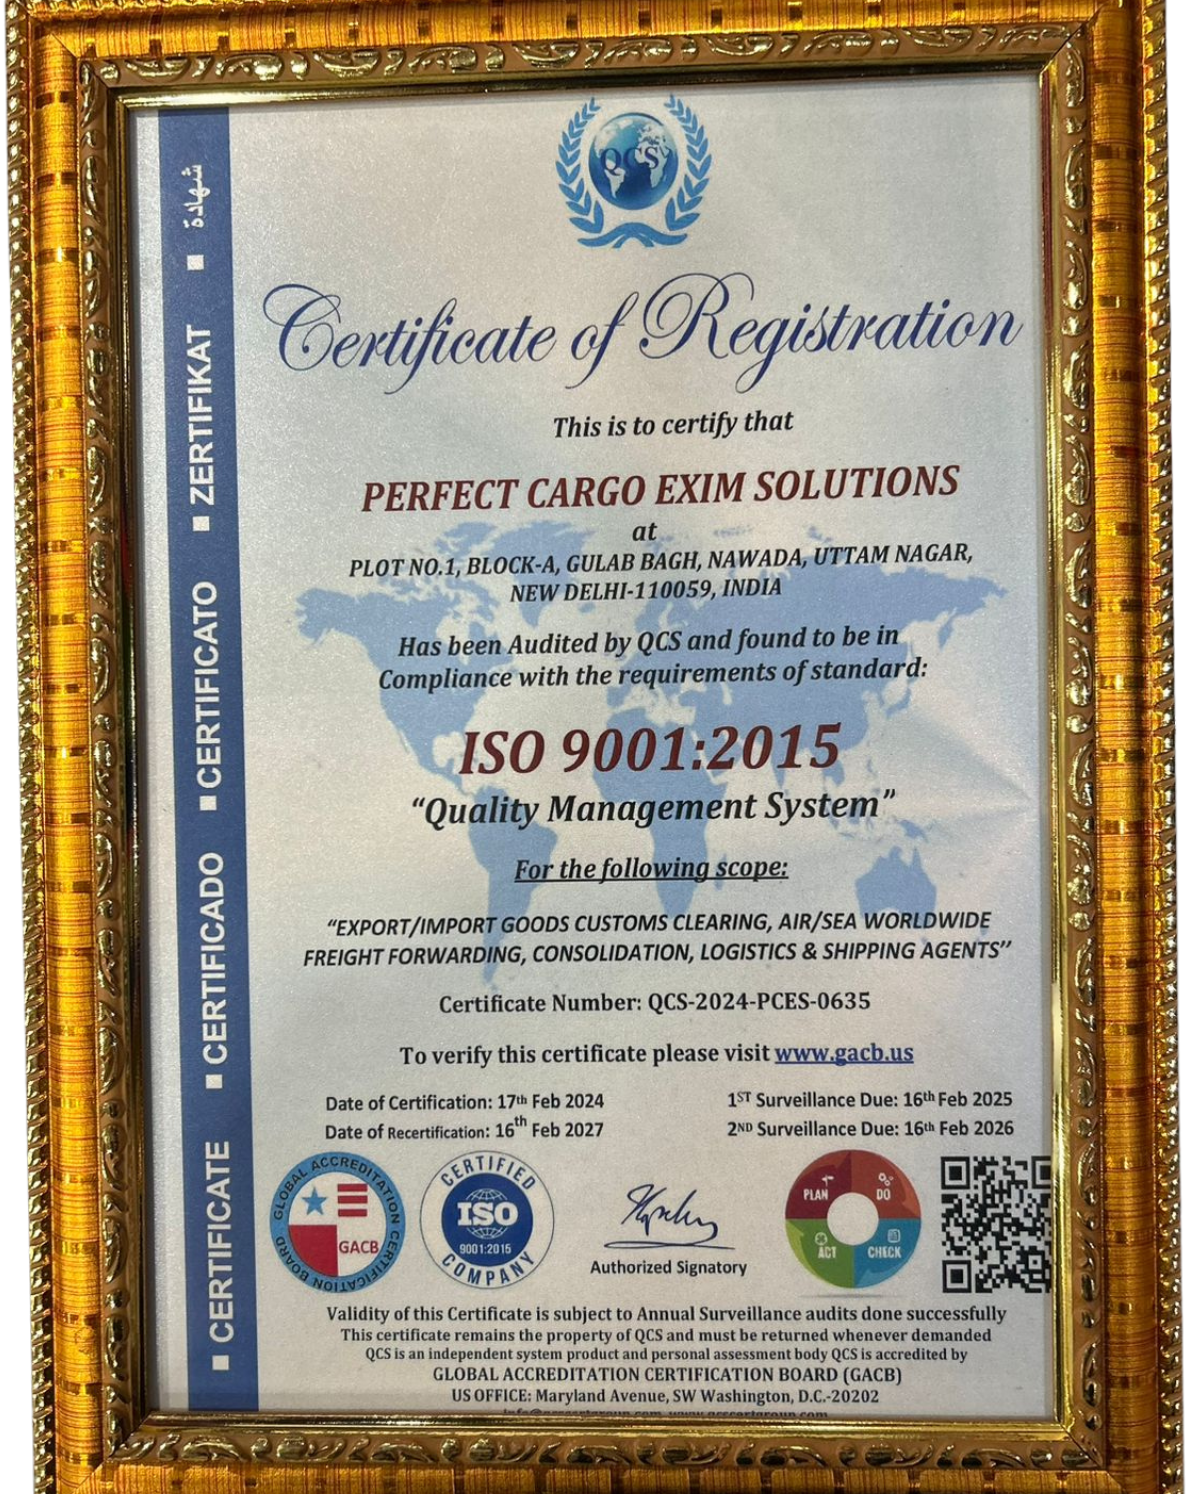 QCS
Certificate of Registration
This is to certify that
PERFECT CARGO EXIM SOLUTIONS
at
PLOT NO.1, BLOCK-A, GULAB BAGH, NAWADA, UTTAM NAGAR,
NEW DELHI-110059, INDIA
Has been Audited by QCS and found to be in
Compliance with the requirements of standard:
ISO 9001:2015
“Quality Management System”
For the following scope:
“EXPORT/IMPORT GOODS CUSTOMS CLEARING, AIR/SEA WORLDWIDE
FREIGHT FORWARDING, CONSOLIDATION, LOGISTICS & SHIPPING AGENTS”
Certificate Number: QCS-2024-PCES-0635
To verify this certificate please visit www.gacb.us
Date of Certification: 17th Feb 2024
Date of Recertification: 16th Feb 2027
1ST Surveillance Due: 16th Feb 2025
2ND Surveillance Due: 16th Feb 2026
GLOBAL ACCREDITATION CERTIFICATION BOARD
GACB
CERTIFIED
ISO
9001:2015
COMPANY
Authorized Signatory
PLAN
DO
ACT
CHECK
Validity of this Certificate is subject to Annual Surveillance audits done successfully
This certificate remains the property of QCS and must be returned whenever demanded
QCS is an independent system product and personal assessment body QCS is accredited by
GLOBAL ACCREDITATION CERTIFICATION BOARD (GACB)
US OFFICE: Maryland Avenue, SW Washington, D.C.-20202
■ CERTIFICATE ■ CERTIFICADO ■ CERTIFICATO ■ ZERTIFIKAT ■ شهادة